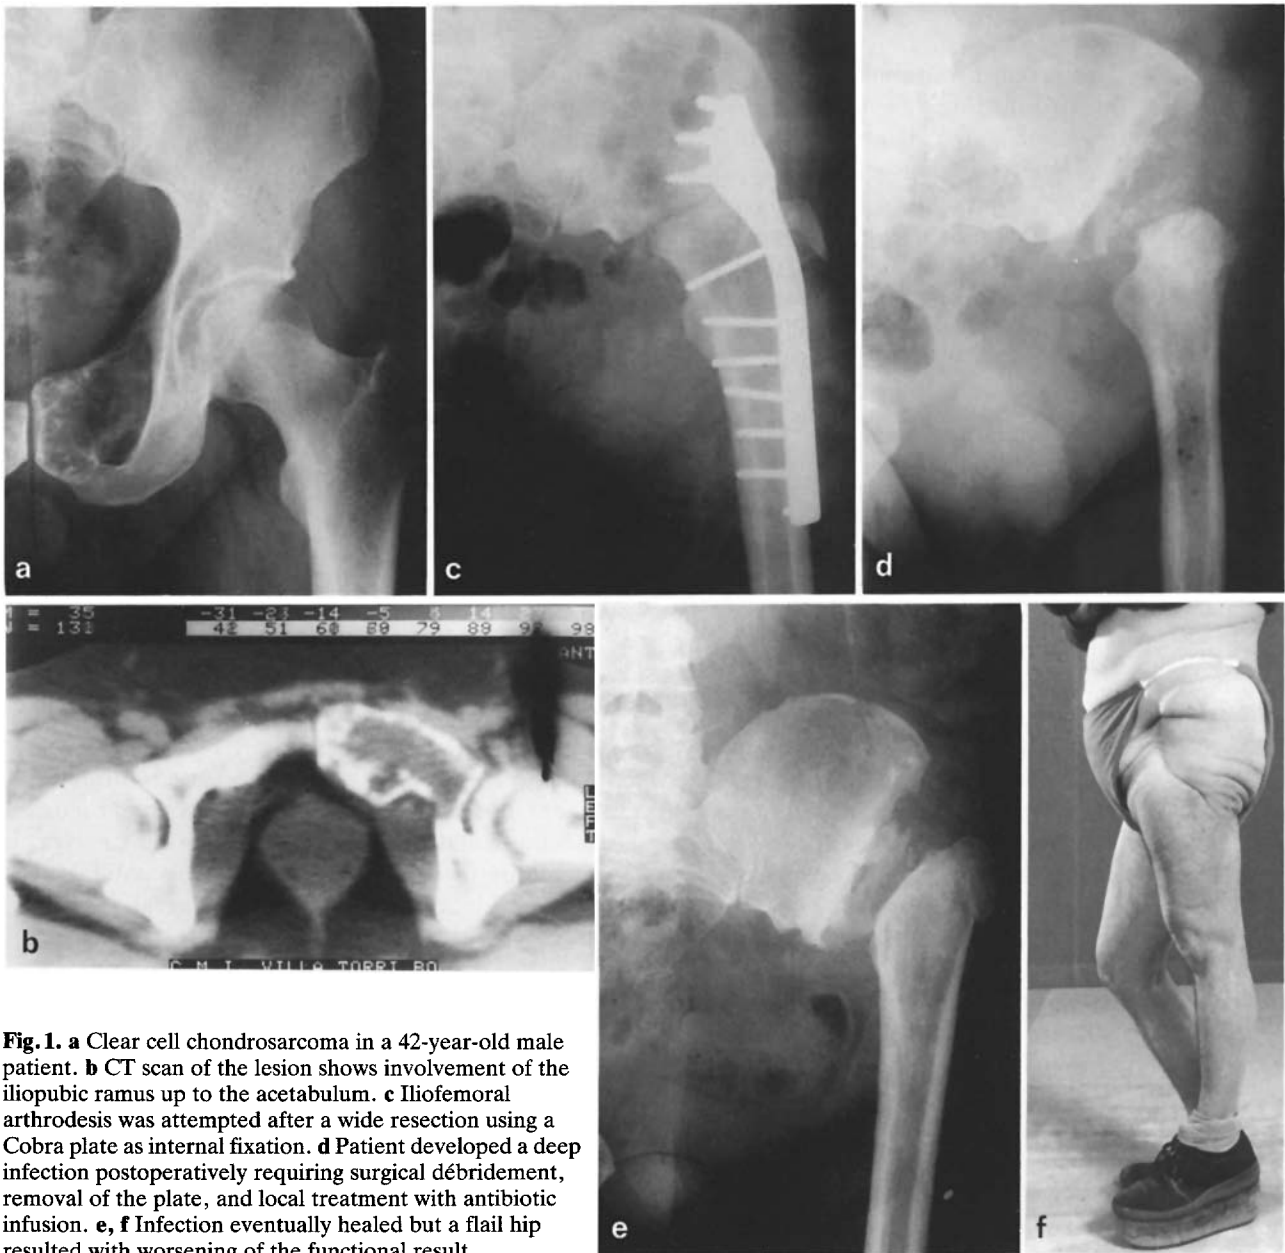 a
c
d
= 35 -31 -23 -14 -5 14
= 138 42 51 60 79 89 98
ANT
LEFT
b
C M I VILLA TORRI BO
e
f
Fig. 1. a Clear cell chondrosarcoma in a 42-year-old male
patient. b CT scan of the lesion shows involvement of the
iliopubic ramus up to the acetabulum. c Iliofemoral
arthrodesis was attempted after a wide resection using a
Cobra plate as internal fixation. d Patient developed a deep
infection postoperatively requiring surgical débridement,
removal of the plate, and local treatment with antibiotic
infusion. e, f Infection eventually healed but a flail hip
resulted with worsening of the functional result